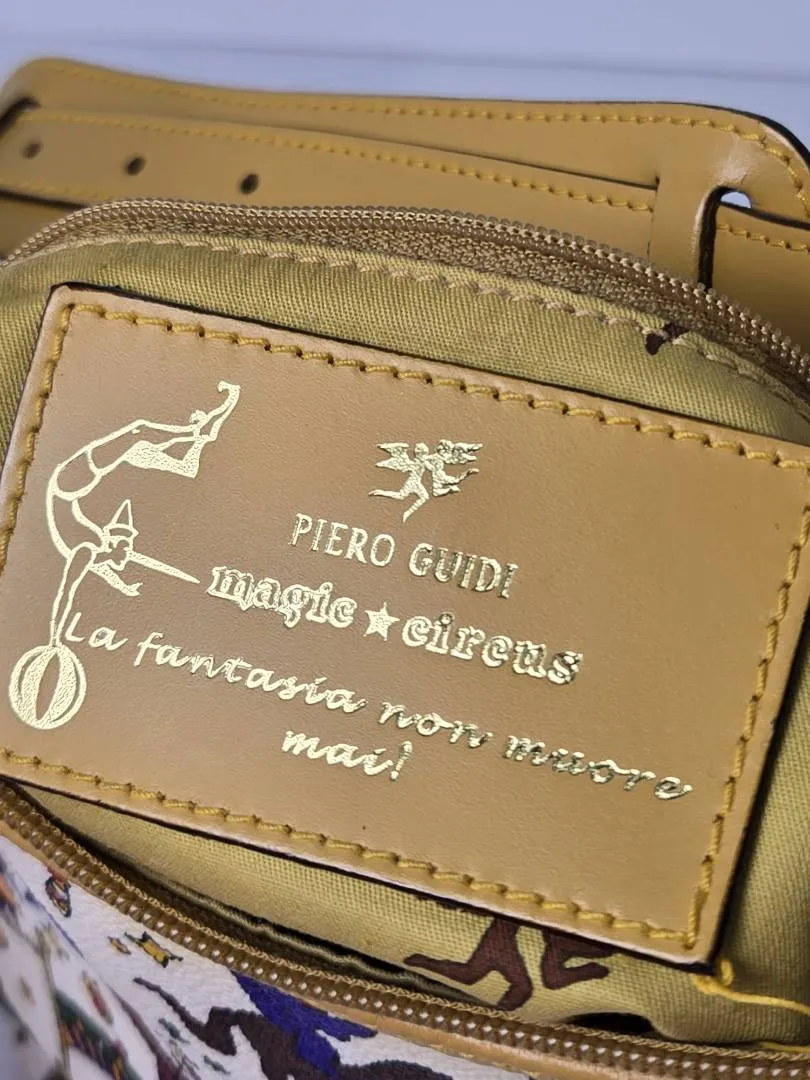 PIERO GUIDI
magic ★ circus
La fantasia non muore
mai!